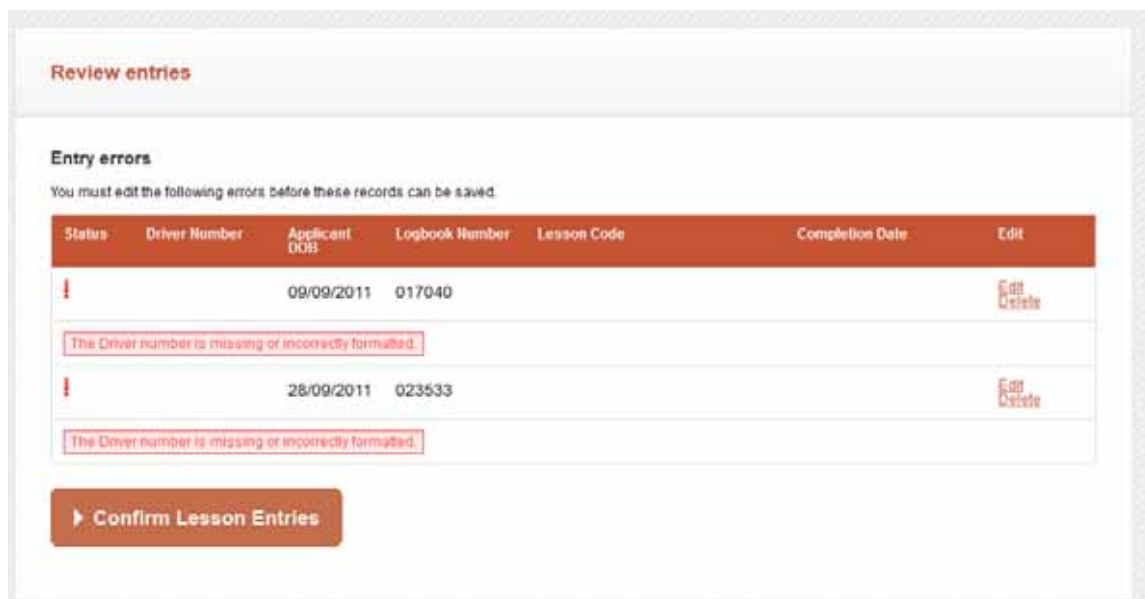 Review entries
Entry errors
You must edit the following errors before these records can be saved.
Status Driver Number Applicant DOB Logbook Number Lesson Code Completion Date Edit
! 09/09/2011 017040 Edit
Delete
The Driver number is missing or incorrectly formatted.
! 28/09/2011 023533 Edit
Delete
The Driver number is missing or incorrectly formatted.
Confirm Lesson Entries